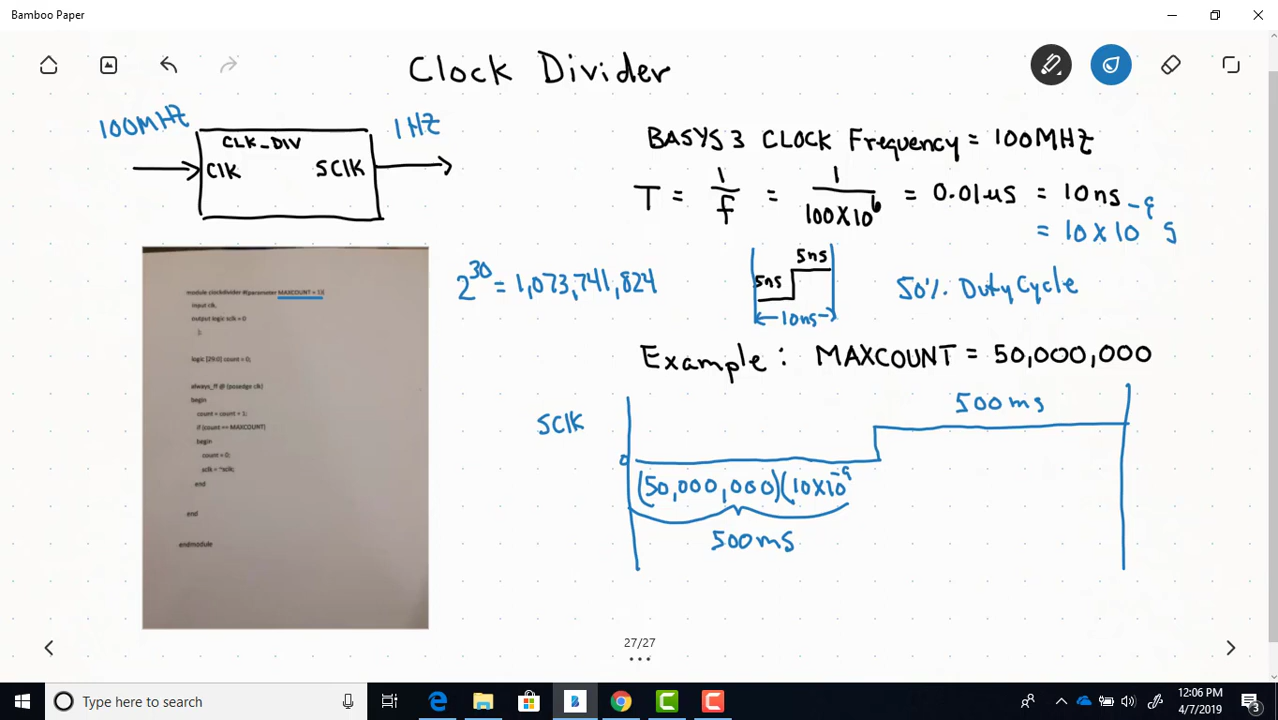 Bamboo Paper
Clock Divider
100MHZ
1HZ
CLK_DIV
Clk
SCLK
BASYS 3 CLOCK Frequency = 100MHZ
T = 1/f = 1/100X10^6 = 0.01us = 10ns
= 10X10^-9 S
module clockdivider #(parameter MAXCOUNT = 1)(
input clk,
output logic sclk = 0
);
logic [29:0] count = 0;
always_ff @ (posedge clk)
begin
count = count + 1;
if (count == MAXCOUNT)
begin
count = 0;
sclk = ~sclk;
end
end
endmodule
2^30 = 1,073,741,824
5ns
5ns
10ns
50% Duty Cycle
Example: MAXCOUNT = 50,000,000
SClK
500ms
0
(50,000,000)(10X10^-9
500ms
27/27
Type here to search
12:06 PM
4/7/2019
3